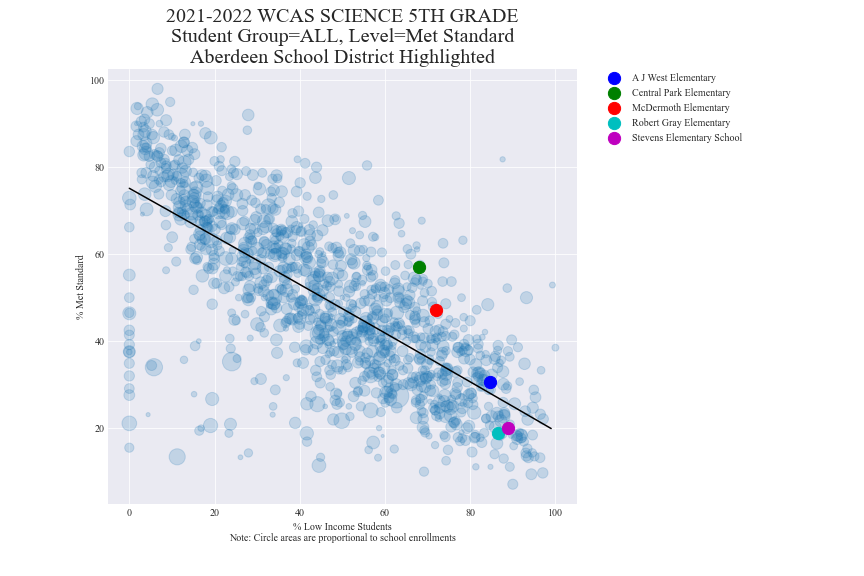 2021-2022 WCAS SCIENCE 5TH GRADE
Student Group=ALL, Level=Met Standard
Aberdeen School District Highlighted
A J West Elementary
Central Park Elementary
McDermoth Elementary
Robert Gray Elementary
Stevens Elementary School
% Met Standard
100
80
60
40
20
0 20 40 60 80 100
% Low Income Students
Note: Circle areas are proportional to school enrollments